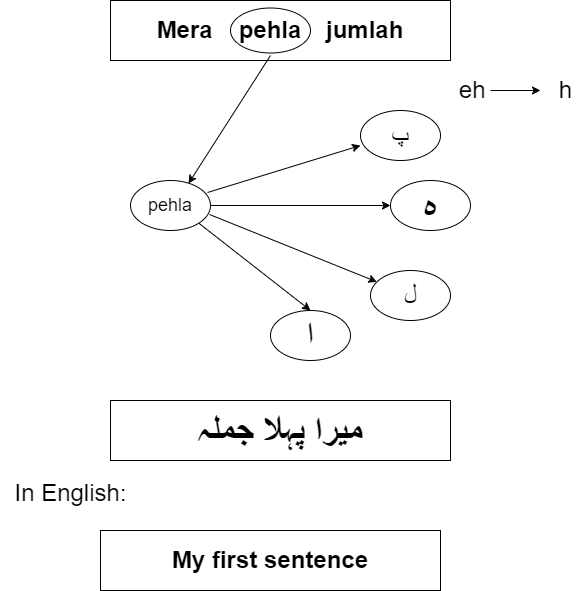 Mera pehla jumlah
eh h
پ
pehla
ہ
ل
ا
میرا پہلا جملہ
In English:
My first sentence